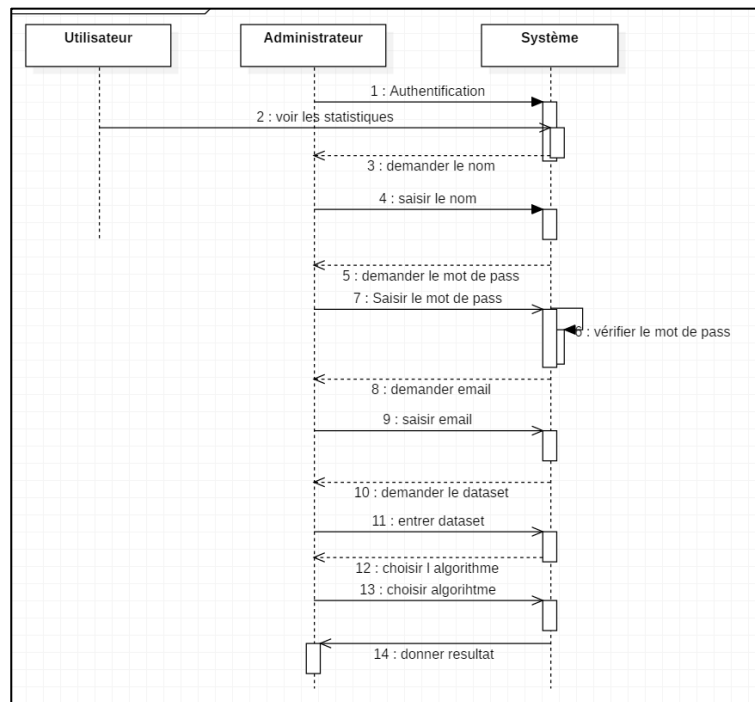 Utilisateur
Administrateur
Système
1 : Authentification
2 : voir les statistiques
3 : demander le nom
4 : saisir le nom
5 : demander le mot de pass
7 : Saisir le mot de pass
6 : vérifier le mot de pass
8 : demander email
9 : saisir email
10 : demander le dataset
11 : entrer dataset
12 : choisir l algorithme
13 : choisir algorihtme
14 : donner resultat